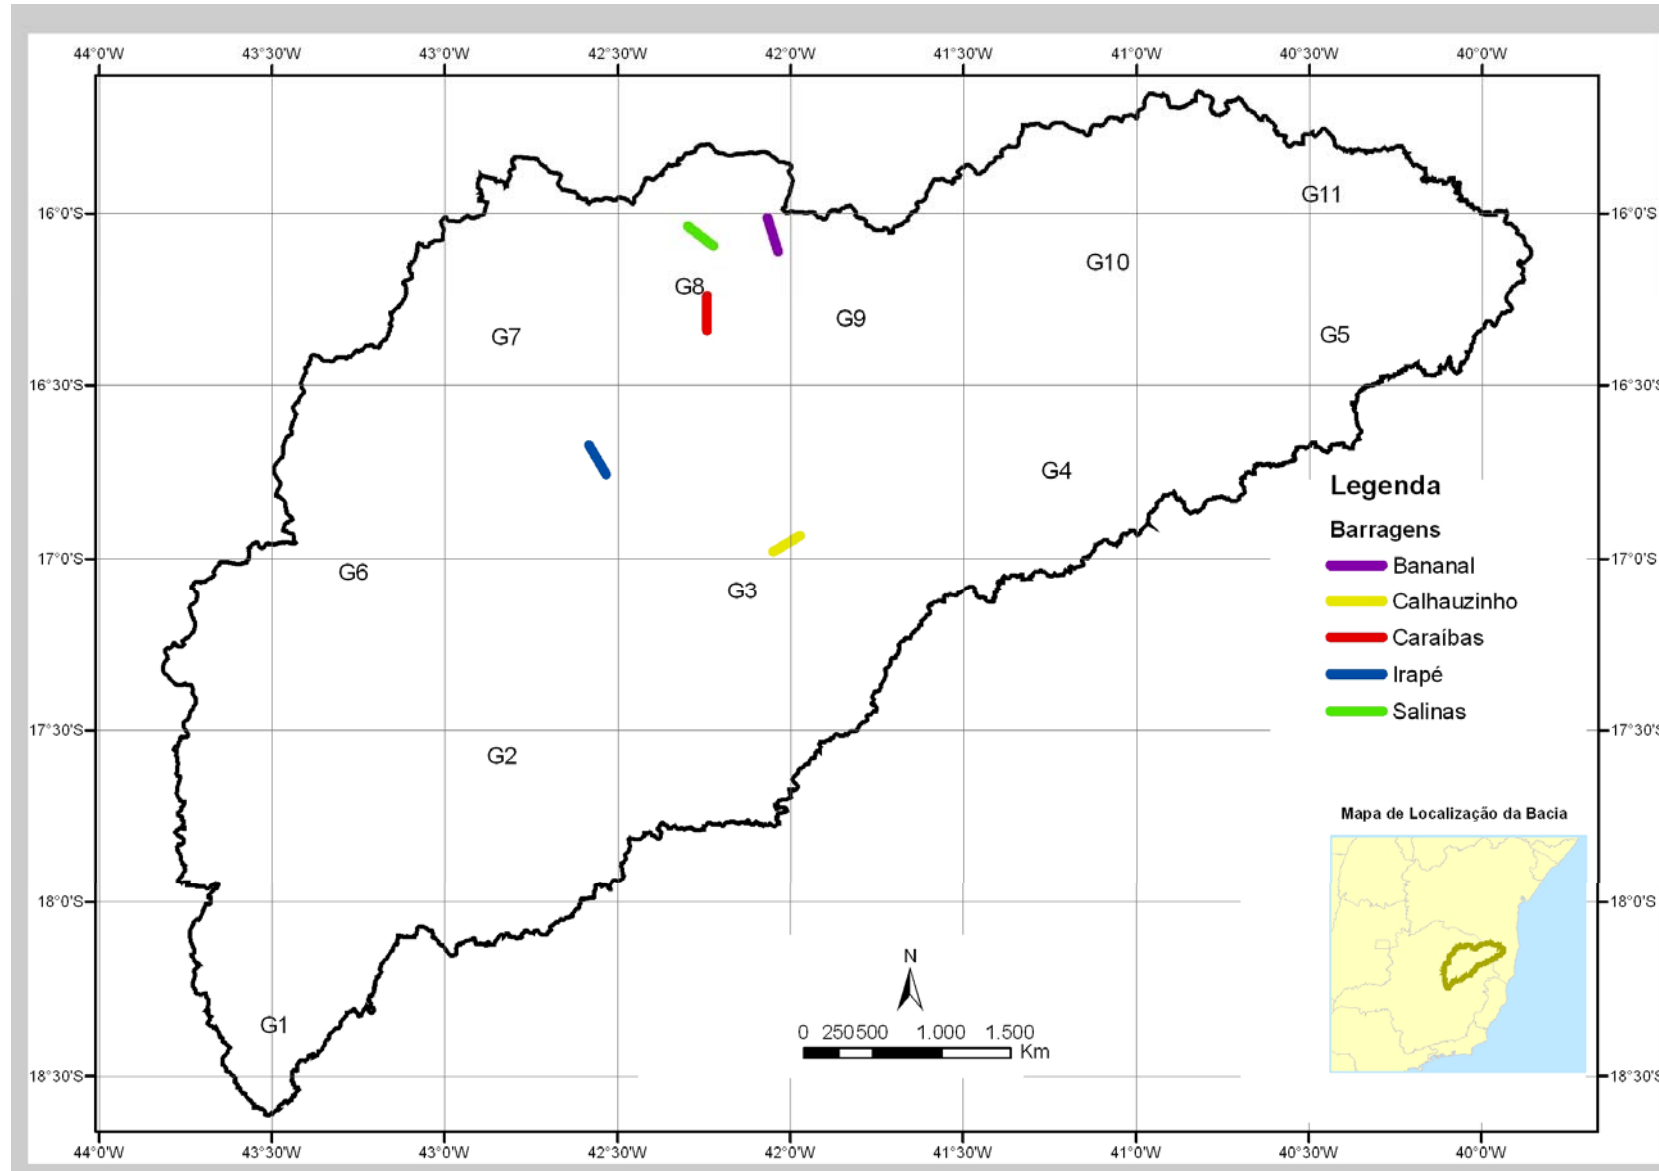 44°0'W 43°30'W 43°0'W 42°30'W 42°0'W 41°30'W 41°0'W 40°30'W 40°0'W
G11
16°0'S 16°0'S
G10
G8
G9
G7
G5
16°30'S 16°30'S
G4
Legenda
Barragens
17°0'S 17°0'S
Bananal
G6
G3
Calhauzinho
Caraíbas
Irapé
Salinas
17°30'S 17°30'S
G2
Mapa de Localização da Bacia
18°0'S 18°0'S
N
G1
0 250 500 1.000 1.500
Km
18°30'S 18°30'S
44°0'W 43°30'W 43°0'W 42°30'W 42°0'W 41°30'W 41°0'W 40°30'W 40°0'W